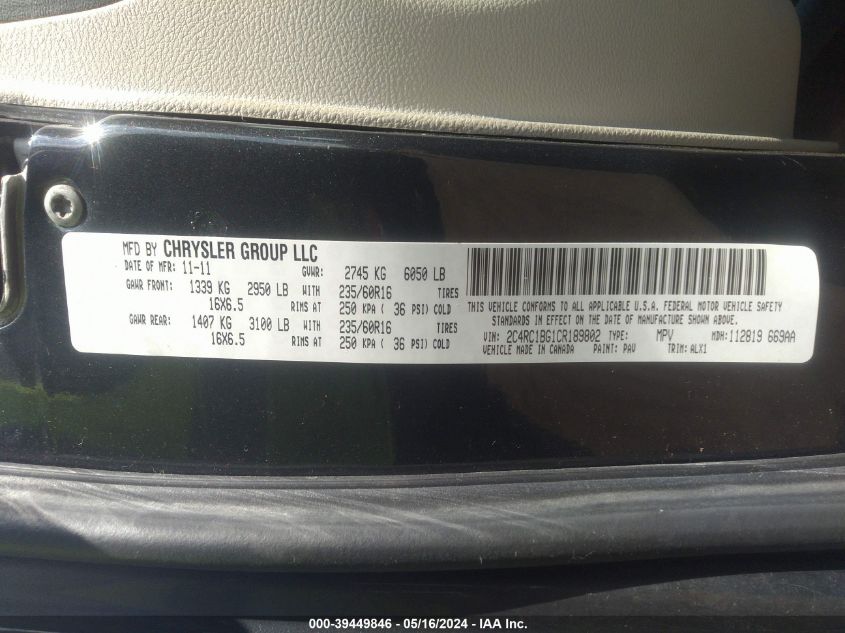 MFD BY CHRYSLER GROUP LLC
DATE OF MFR: 11-11 GVWR: 2745 KG 6050 LB
GAWR FRONT: 1339 KG 2950 LB WITH 235/60R16 TIRES
16X6.5 RIMS AT 250 KPA ( 36 PSI) COLD
GAWR REAR: 1407 KG 3100 LB WITH 235/60R16 TIRES
16X6.5 RIMS AT 250 KPA ( 36 PSI) COLD
THIS VEHICLE CONFORMS TO ALL APPLICABLE U.S.A. FEDERAL MOTOR VEHICLE SAFETY
STANDARDS IN EFFECT ON THE DATE OF MANUFACTURE SHOWN ABOVE.
VIN: 2C4RC1BG1CR189802 TYPE: MPV MDH: 112819 669AA
VEHICLE MADE IN CANADA PAINT: PAV TRIM: ALX1
000-39449846 / 05/16/2024 - IAA Inc.